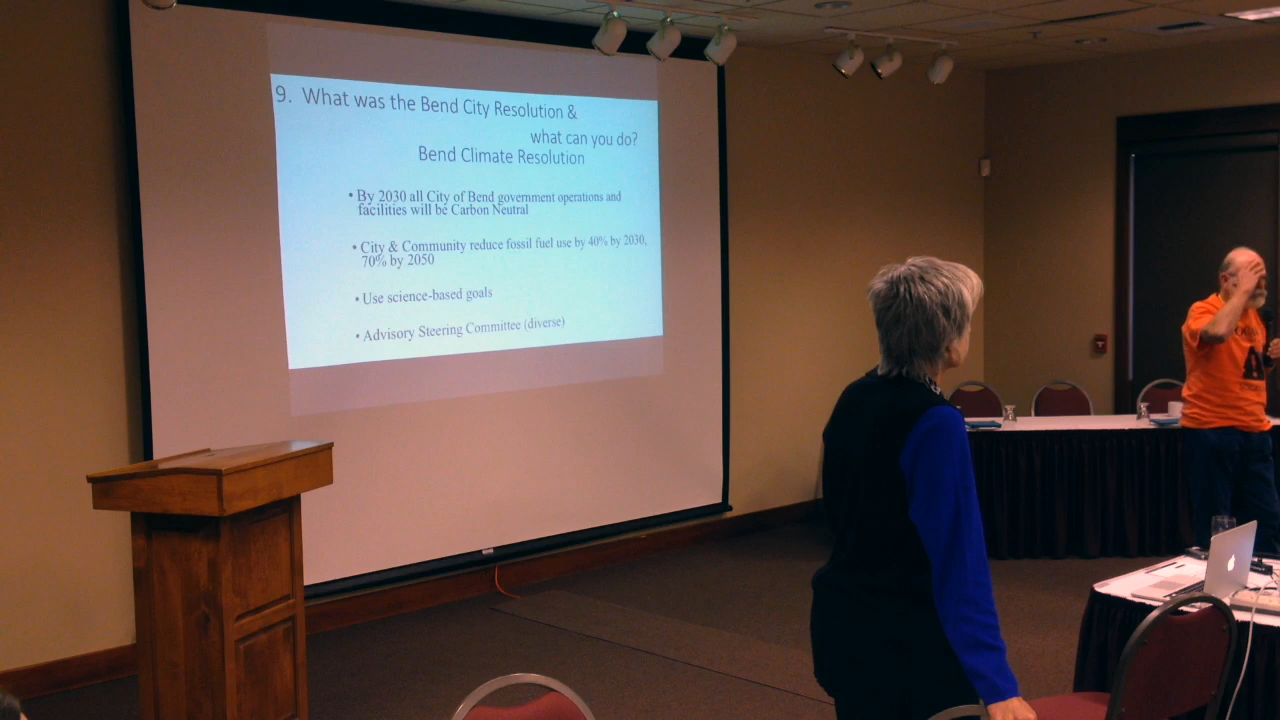 9. What was the Bend City Resolution &
what can you do?
Bend Climate Resolution
• By 2030 all City of Bend government operations and
facilities will be Carbon Neutral
• City & Community reduce fossil fuel use by 40% by 2030,
70% by 2050
• Use science-based goals
• Advisory Steering Committee (diverse)